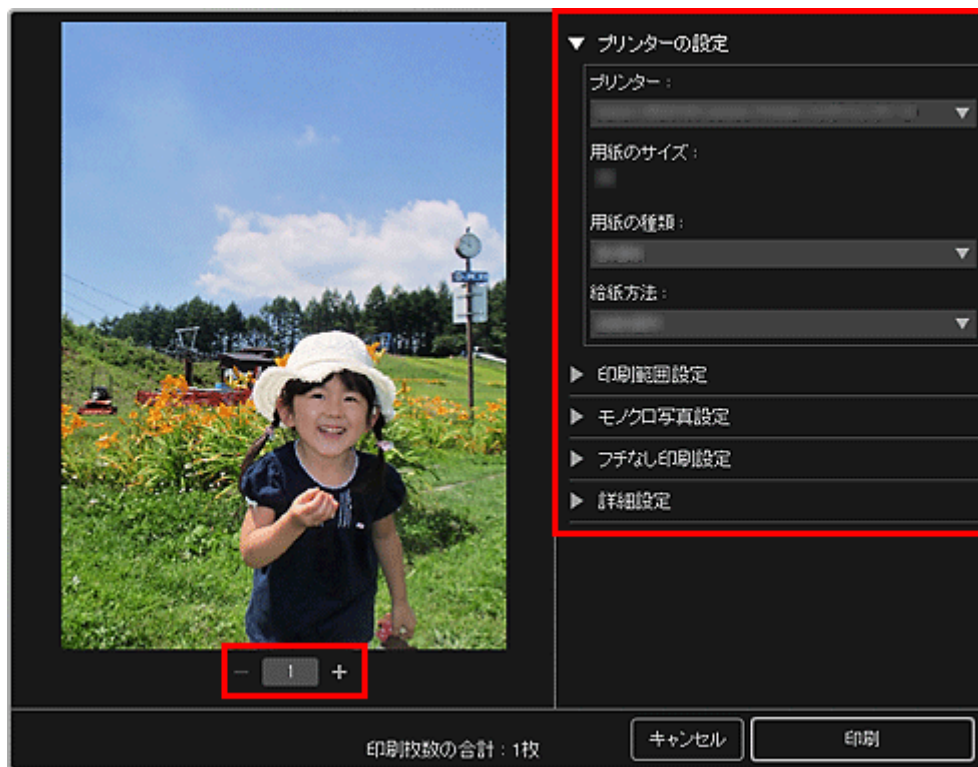 プリンターの設定
プリンター：
用紙のサイズ：
用紙の種類：
給紙方法：
印刷範囲設定
モノクロ写真設定
フチなし印刷設定
詳細設定
− 1 +
印刷枚数の合計：1枚
キャンセル
印刷